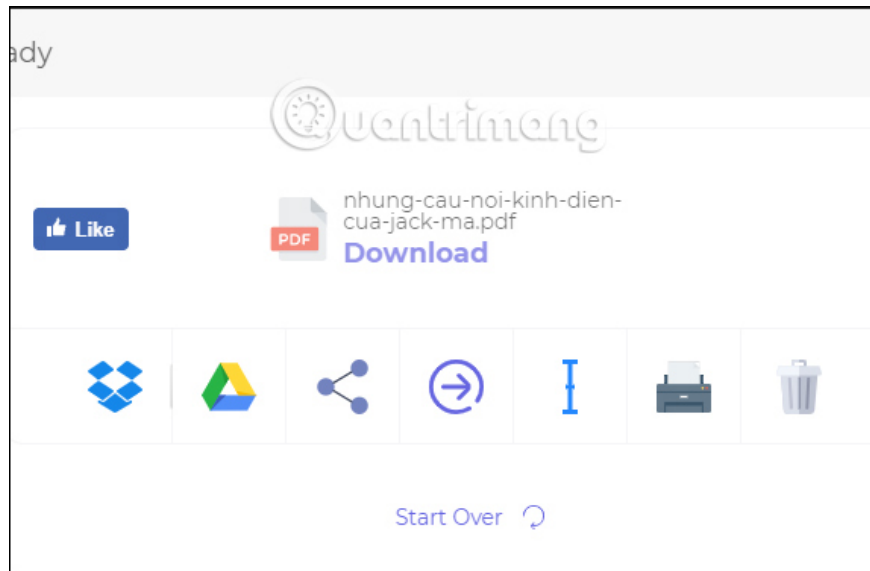 ady
Quantrimang
nhung-cau-noi-kinh-dien-
cua-jack-ma.pdf
Like
PDF
Download
Start Over